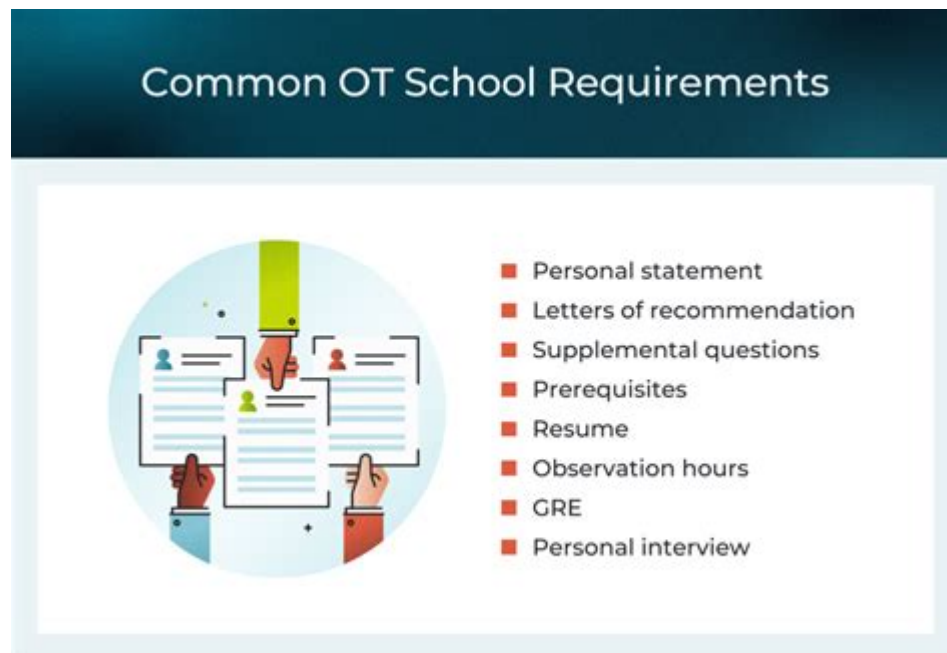 Common OT School Requirements
Personal statement
Letters of recommendation
Supplemental questions
Prerequisites
Resume
Observation hours
GRE
Personal interview